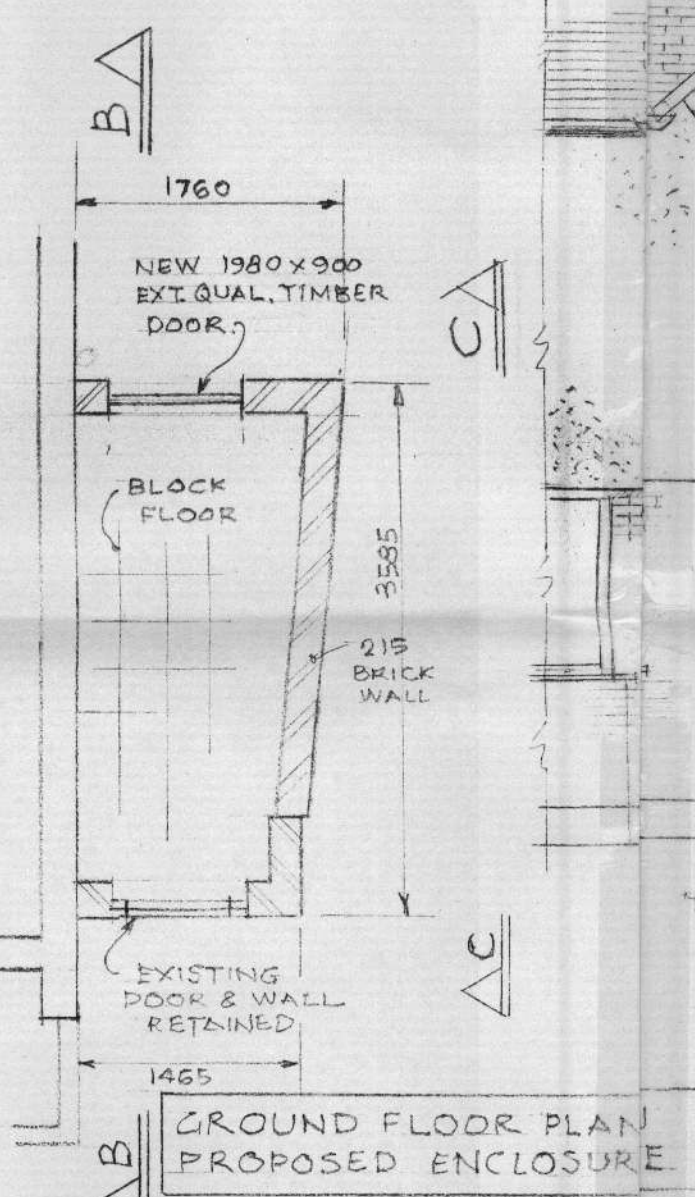 B
1760
NEW 1980 x 900
EXT. QUAL. TIMBER
DOOR.
C
BLOCK
FLOOR
3585
215
BRICK
WALL
C
EXISTING
DOOR & WALL
RETAINED
1465
B
GROUND FLOOR PLAN
PROPOSED ENCLOSURE